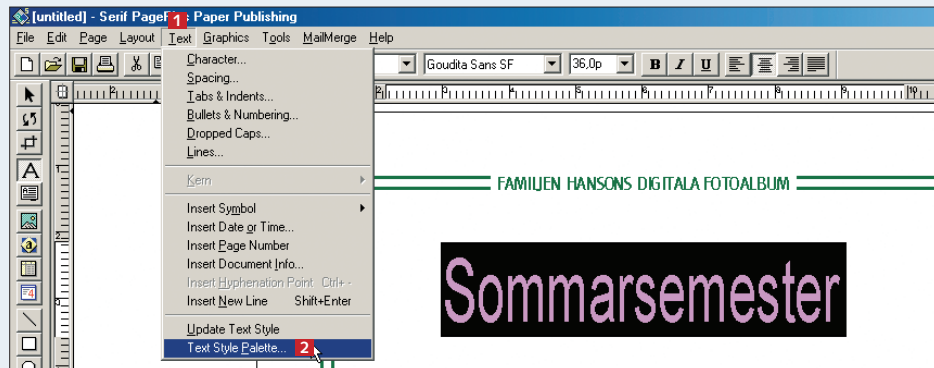 [untitled] - Serif PagePlus Paper Publishing
1
File Edit Page Layout Text Graphics Tools MailMerge Help
Goudita Sans SF 36,0p B I U
Character...
Spacing...
Tabs & Indents...
Bullets & Numbering...
Dropped Caps...
Lines...
Kern
Insert Symbol
Insert Date or Time...
Insert Page Number
Insert Document Info...
Insert Hyphenation Point Ctrl+-
Insert New Line Shift+Enter
Update Text Style
Text Style Palette... 2
FAMILJEN HANSONS DIGITALA FOTOALBUM
Sommarsemester